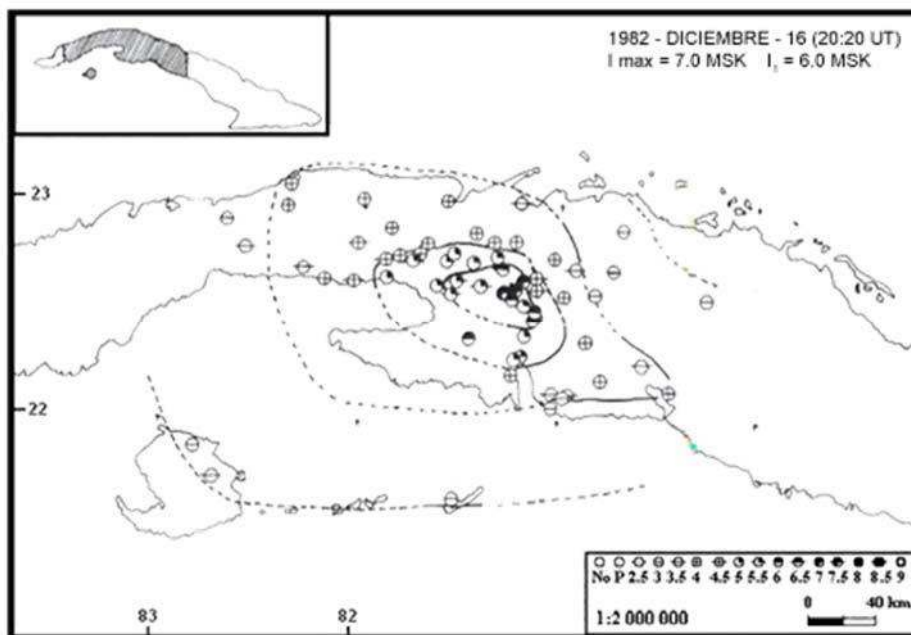 1982 - DICIEMBRE - 16 (20:20 UT)
I max = 7.0 MSK I₁ = 6.0 MSK
23
22
No P 2.5 3 3.5 4 4.5 5 5.5 6 6.5 7 7.5 8 8.5 9
1:2 000 000
0 40 km
83 82